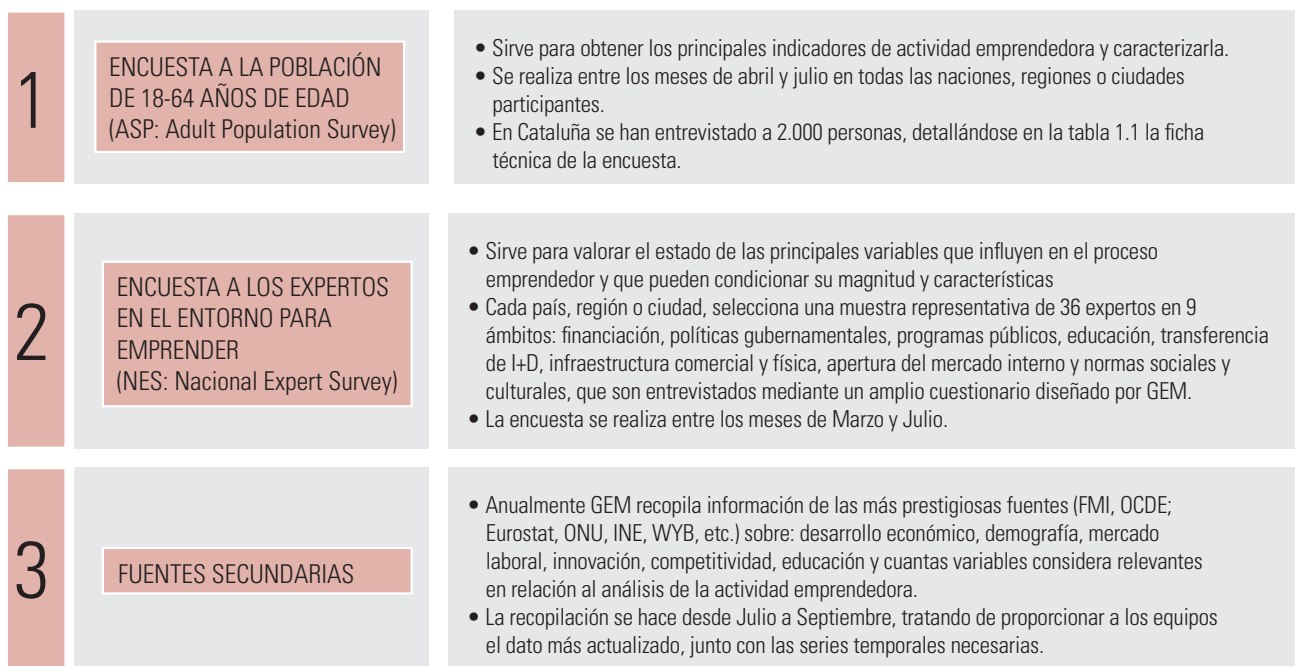 1
ENCUESTA A LA POBLACIÓN
DE 18-64 AÑOS DE EDAD
(ASP: Adult Population Survey)
• Sirve para obtener los principales indicadores de actividad emprendedora y caracterizarla.
• Se realiza entre los meses de abril y julio en todas las naciones, regiones o ciudades
participantes.
• En Cataluña se han entrevistado a 2.000 personas, detallándose en la tabla 1.1 la ficha
técnica de la encuesta.
2
ENCUESTA A LOS EXPERTOS
EN EL ENTORNO PARA
EMPRENDER
(NES: Nacional Expert Survey)
• Sirve para valorar el estado de las principales variables que influyen en el proceso
emprendedor y que pueden condicionar su magnitud y características
• Cada país, región o ciudad, selecciona una muestra representativa de 36 expertos en 9
ámbitos: financiación, políticas gubernamentales, programas públicos, educación, transferencia
de I+D, infraestructura comercial y física, apertura del mercado interno y normas sociales y
culturales, que son entrevistados mediante un amplio cuestionario diseñado por GEM.
• La encuesta se realiza entre los meses de Marzo y Julio.
3
FUENTES SECUNDARIAS
• Anualmente GEM recopila información de las más prestigiosas fuentes (FMI, OCDE;
Eurostat, ONU, INE, WYB, etc.) sobre: desarrollo económico, demografía, mercado
laboral, innovación, competitividad, educación y cuantas variables considera relevantes
en relación al análisis de la actividad emprendedora.
• La recopilación se hace desde Julio a Septiembre, tratando de proporcionar a los equipos
el dato más actualizado, junto con las series temporales necesarias.